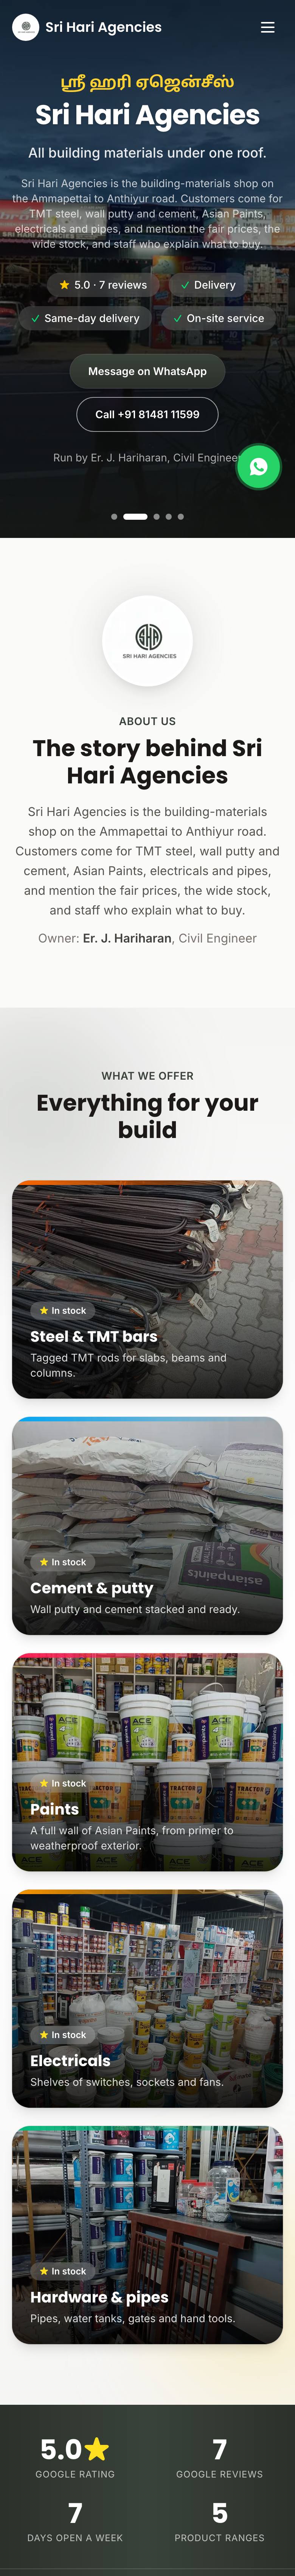 Sri Hari Agencies
ஸ்ரீ ஹரி ஏஜென்சீஸ்
Sri Hari Agencies
All building materials under one roof.
Sri Hari Agencies is the building-materials shop on
the Ammapettai to Anthiyur road. Customers come for
TMT steel, wall putty and cement, Asian Paints,
electricals and pipes, and mention the fair prices, the
wide stock, and staff who explain what to buy.
5.0 · 7 reviews
Delivery
Same-day delivery
On-site service
Message on WhatsApp
Call +91 81481 11599
Run by Er. J. Hariharan, Civil Engineer
SHA
SRI HARI AGENCIES
ABOUT US
The story behind Sri
Hari Agencies
Sri Hari Agencies is the building-materials
shop on the Ammapettai to Anthiyur road.
Customers come for TMT steel, wall putty and
cement, Asian Paints, electricals and pipes,
and mention the fair prices, the wide stock,
and staff who explain what to buy.
Owner: Er. J. Hariharan, Civil Engineer
WHAT WE OFFER
Everything for your
build
In stock
Steel & TMT bars
Tagged TMT rods for slabs, beams and
columns.
asianpaints
In stock
Cement & putty
Wall putty and cement stacked and ready.
ACE
ACE
ACE
ACE
TRACTOR
TRACTOR
In stock
Paints
A full wall of Asian Paints, from primer to
weatherproof exterior.
In stock
Electricals
Shelves of switches, sockets and fans.
In stock
Hardware & pipes
Pipes, water tanks, gates and hand tools.
5.0
GOOGLE RATING
7
GOOGLE REVIEWS
7
DAYS OPEN A WEEK
5
PRODUCT RANGES